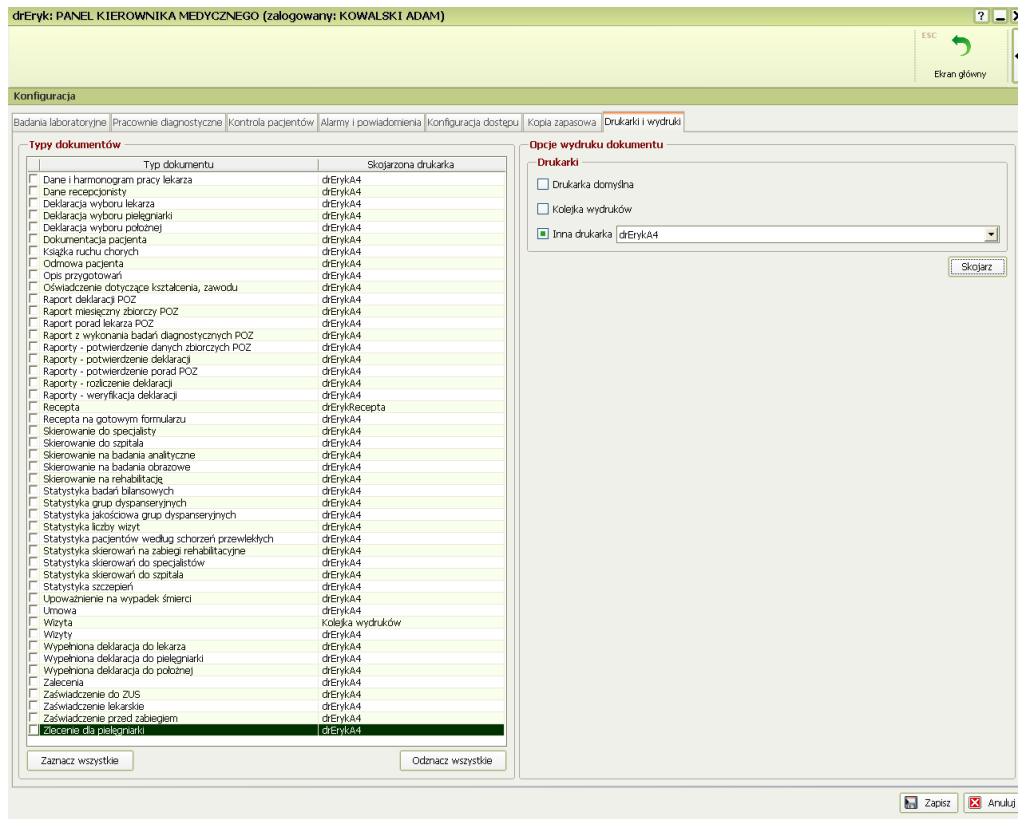 drEryk: PANEL KIEROWNIKA MEDYCZNEGO (zalogowany: KOWALSKI ADAM)
ESC
Ekran główny
Konfiguracja
Badania laboratoryjne Pracownie diagnostyczne Kontrola pacjentów Alarmy i powiadomienia Konfiguracja dostępu Kopia zapasowa Drukarki i wydruki
Typy dokumentów
Typ dokumentu Skojarzona drukarka
Dane i harmonogram pracy lekarza drErykA4
Dane recepcjonisty drErykA4
Deklaracja wyboru lekarza drErykA4
Deklaracja wyboru pielęgniarki drErykA4
Deklaracja wyboru położnej drErykA4
Dokumentacja pacjenta drErykA4
Książka ruchu chorych drErykA4
Odmowa pacjenta drErykA4
Opis przygotowań drErykA4
Oświadczenie dotyczące kształcenia, zawodu drErykA4
Raport deklaracji POZ drErykA4
Raport miesięczny zbiorczy POZ drErykA4
Raport porad lekarza POZ drErykA4
Raport z wykonania badań diagnostycznych POZ drErykA4
Raporty - potwierdzenie danych zbiorczych POZ drErykA4
Raporty - potwierdzenie deklaracji drErykA4
Raporty - potwierdzenie porad POZ drErykA4
Raporty - rozliczenie deklaracji drErykA4
Raporty - weryfikacja deklaracji drErykA4
Recepta drErykRecepta
Recepta na gotowym formularzu drErykA4
Skierowanie do specjalisty drErykA4
Skierowanie do szpitala drErykA4
Skierowanie na badania analityczne drErykA4
Skierowanie na badania obrazowe drErykA4
Skierowanie na rehabilitację drErykA4
Statystyka badań bilansowych drErykA4
Statystyka grup dyspanseryjnych drErykA4
Statystyka jakościowa grup dyspanseryjnych drErykA4
Statystyka liczby wizyt drErykA4
Statystyka pacjentów według schorzeń przewlekłych drErykA4
Statystyka skierowań na zabiegi rehabilitacyjne drErykA4
Statystyka skierowań do specjalistów drErykA4
Statystyka skierowań do szpitala drErykA4
Statystyka szczepień drErykA4
Upoważnienie na wypadek śmierci drErykA4
Umowa drErykA4
Wizyta Kolejka wydruków
Wizyty drErykA4
Wypełniona deklaracja do lekarza drErykA4
Wypełniona deklaracja do pielęgniarki drErykA4
Wypełniona deklaracja do położnej drErykA4
Zalecenia drErykA4
Zaświadczenie do ZUS drErykA4
Zaświadczenie lekarskie drErykA4
Zaświadczenie przed zabiegiem drErykA4
Zlecenie dla pielęgniarki drErykA4
Zaznacz wszystkie Odznacz wszystkie
Opcje wydruku dokumentu
Drukarki
Drukarka domyślna
Kolejka wydruków
Inna drukarka drErykA4
Skojarz
Zapisz Anuluj